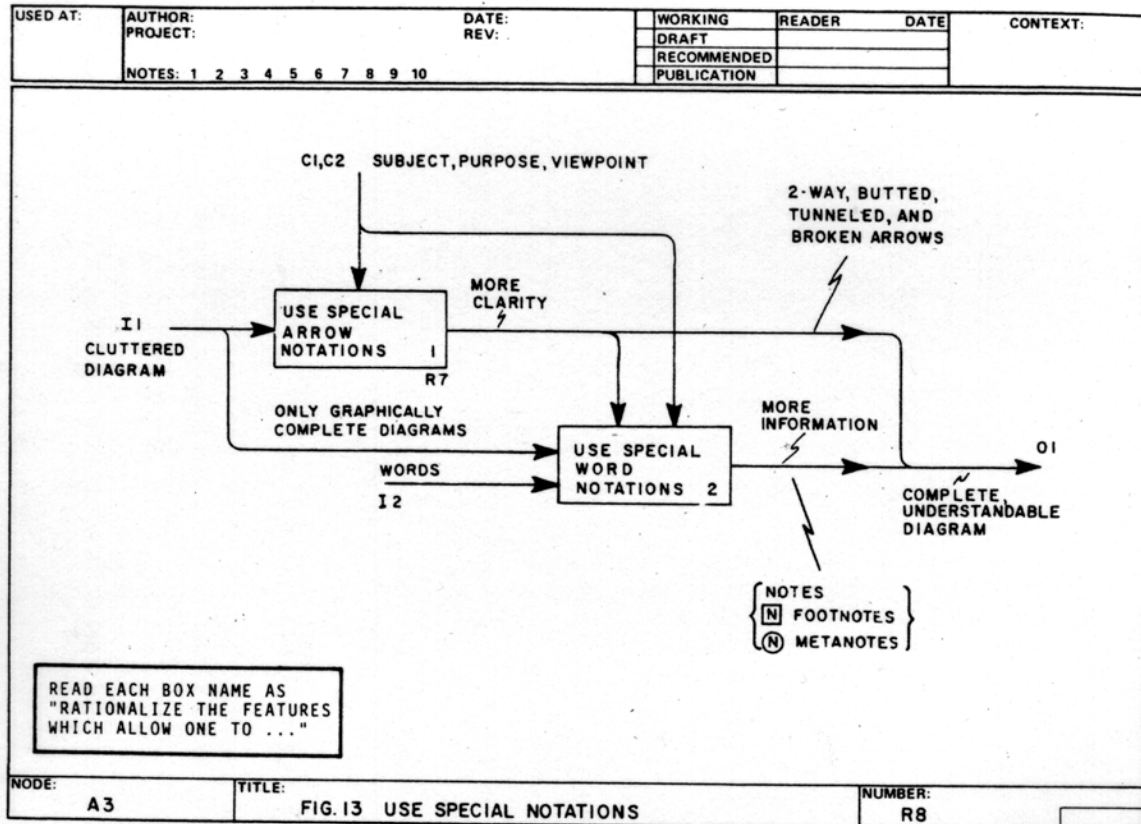 USED AT:
AUTHOR:
DATE:
PROJECT:
REV:
NOTES: 1 2 3 4 5 6 7 8 9 10
WORKING
DRAFT
RECOMMENDED
PUBLICATION
READER DATE
CONTEXT:
C1,C2 SUBJECT,PURPOSE,VIEWPOINT
2-WAY, BUTTED,
TUNNELED, AND
BROKEN ARROWS
MORE
CLARITY
USE SPECIAL
ARROW
NOTATIONS 1
R7
I1
CLUTTERED
DIAGRAM
ONLY GRAPHICALLY
COMPLETE DIAGRAMS
WORDS
I2
USE SPECIAL
WORD
NOTATIONS 2
MORE
INFORMATION
O1
COMPLETE,
UNDERSTANDABLE
DIAGRAM
NOTES
N FOOTNOTES
N METANOTES
READ EACH BOX NAME AS
"RATIONALIZE THE FEATURES
WHICH ALLOW ONE TO ..."
NODE:
A3
TITLE:
FIG.13 USE SPECIAL NOTATIONS
NUMBER:
R8